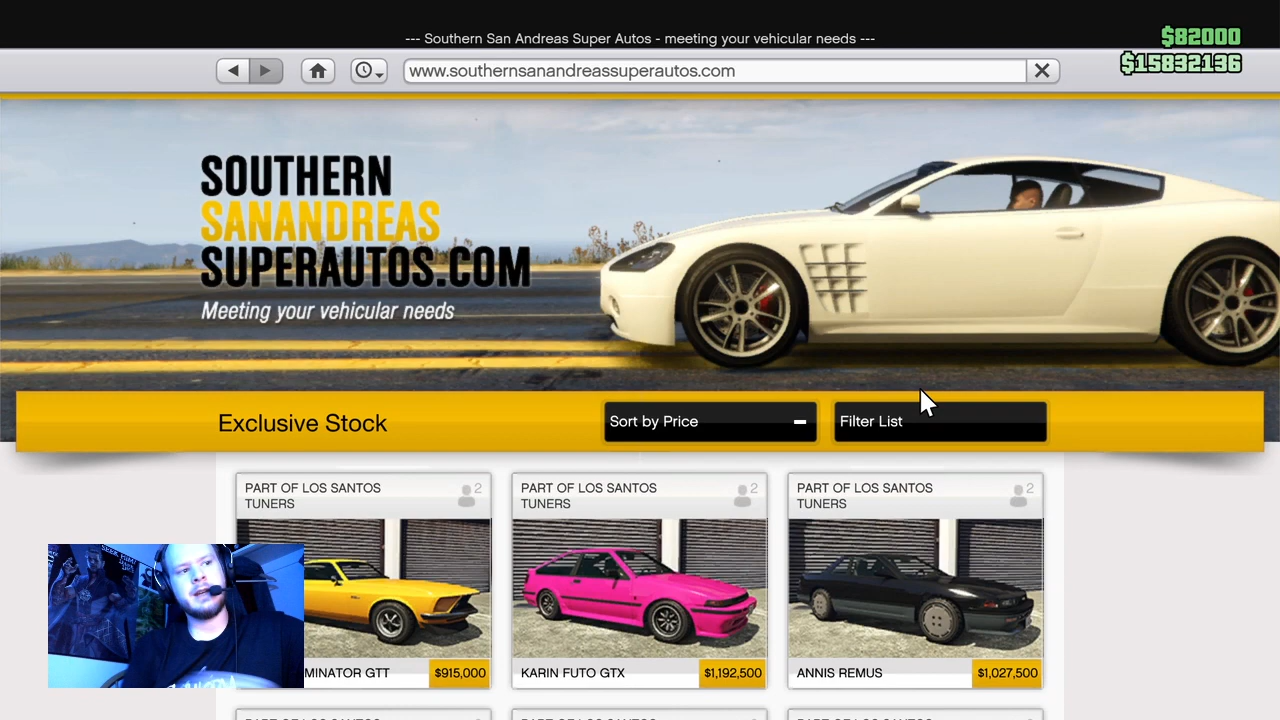 --- Southern San Andreas Super Autos - meeting your vehicular needs ---
$82000
$15832136
www.southernsanandreassuperautos.com
SOUTHERN
SANANDREAS
SUPERAUTOS.COM
Meeting your vehicular needs
Exclusive Stock
Sort by Price
Filter List
PART OF LOS SANTOS
TUNERS
2
PART OF LOS SANTOS
TUNERS
2
PART OF LOS SANTOS
TUNERS
2
MINATOR GTT
$915,000
KARIN FUTO GTX
$1,192,500
ANNIS REMUS
$1,027,500